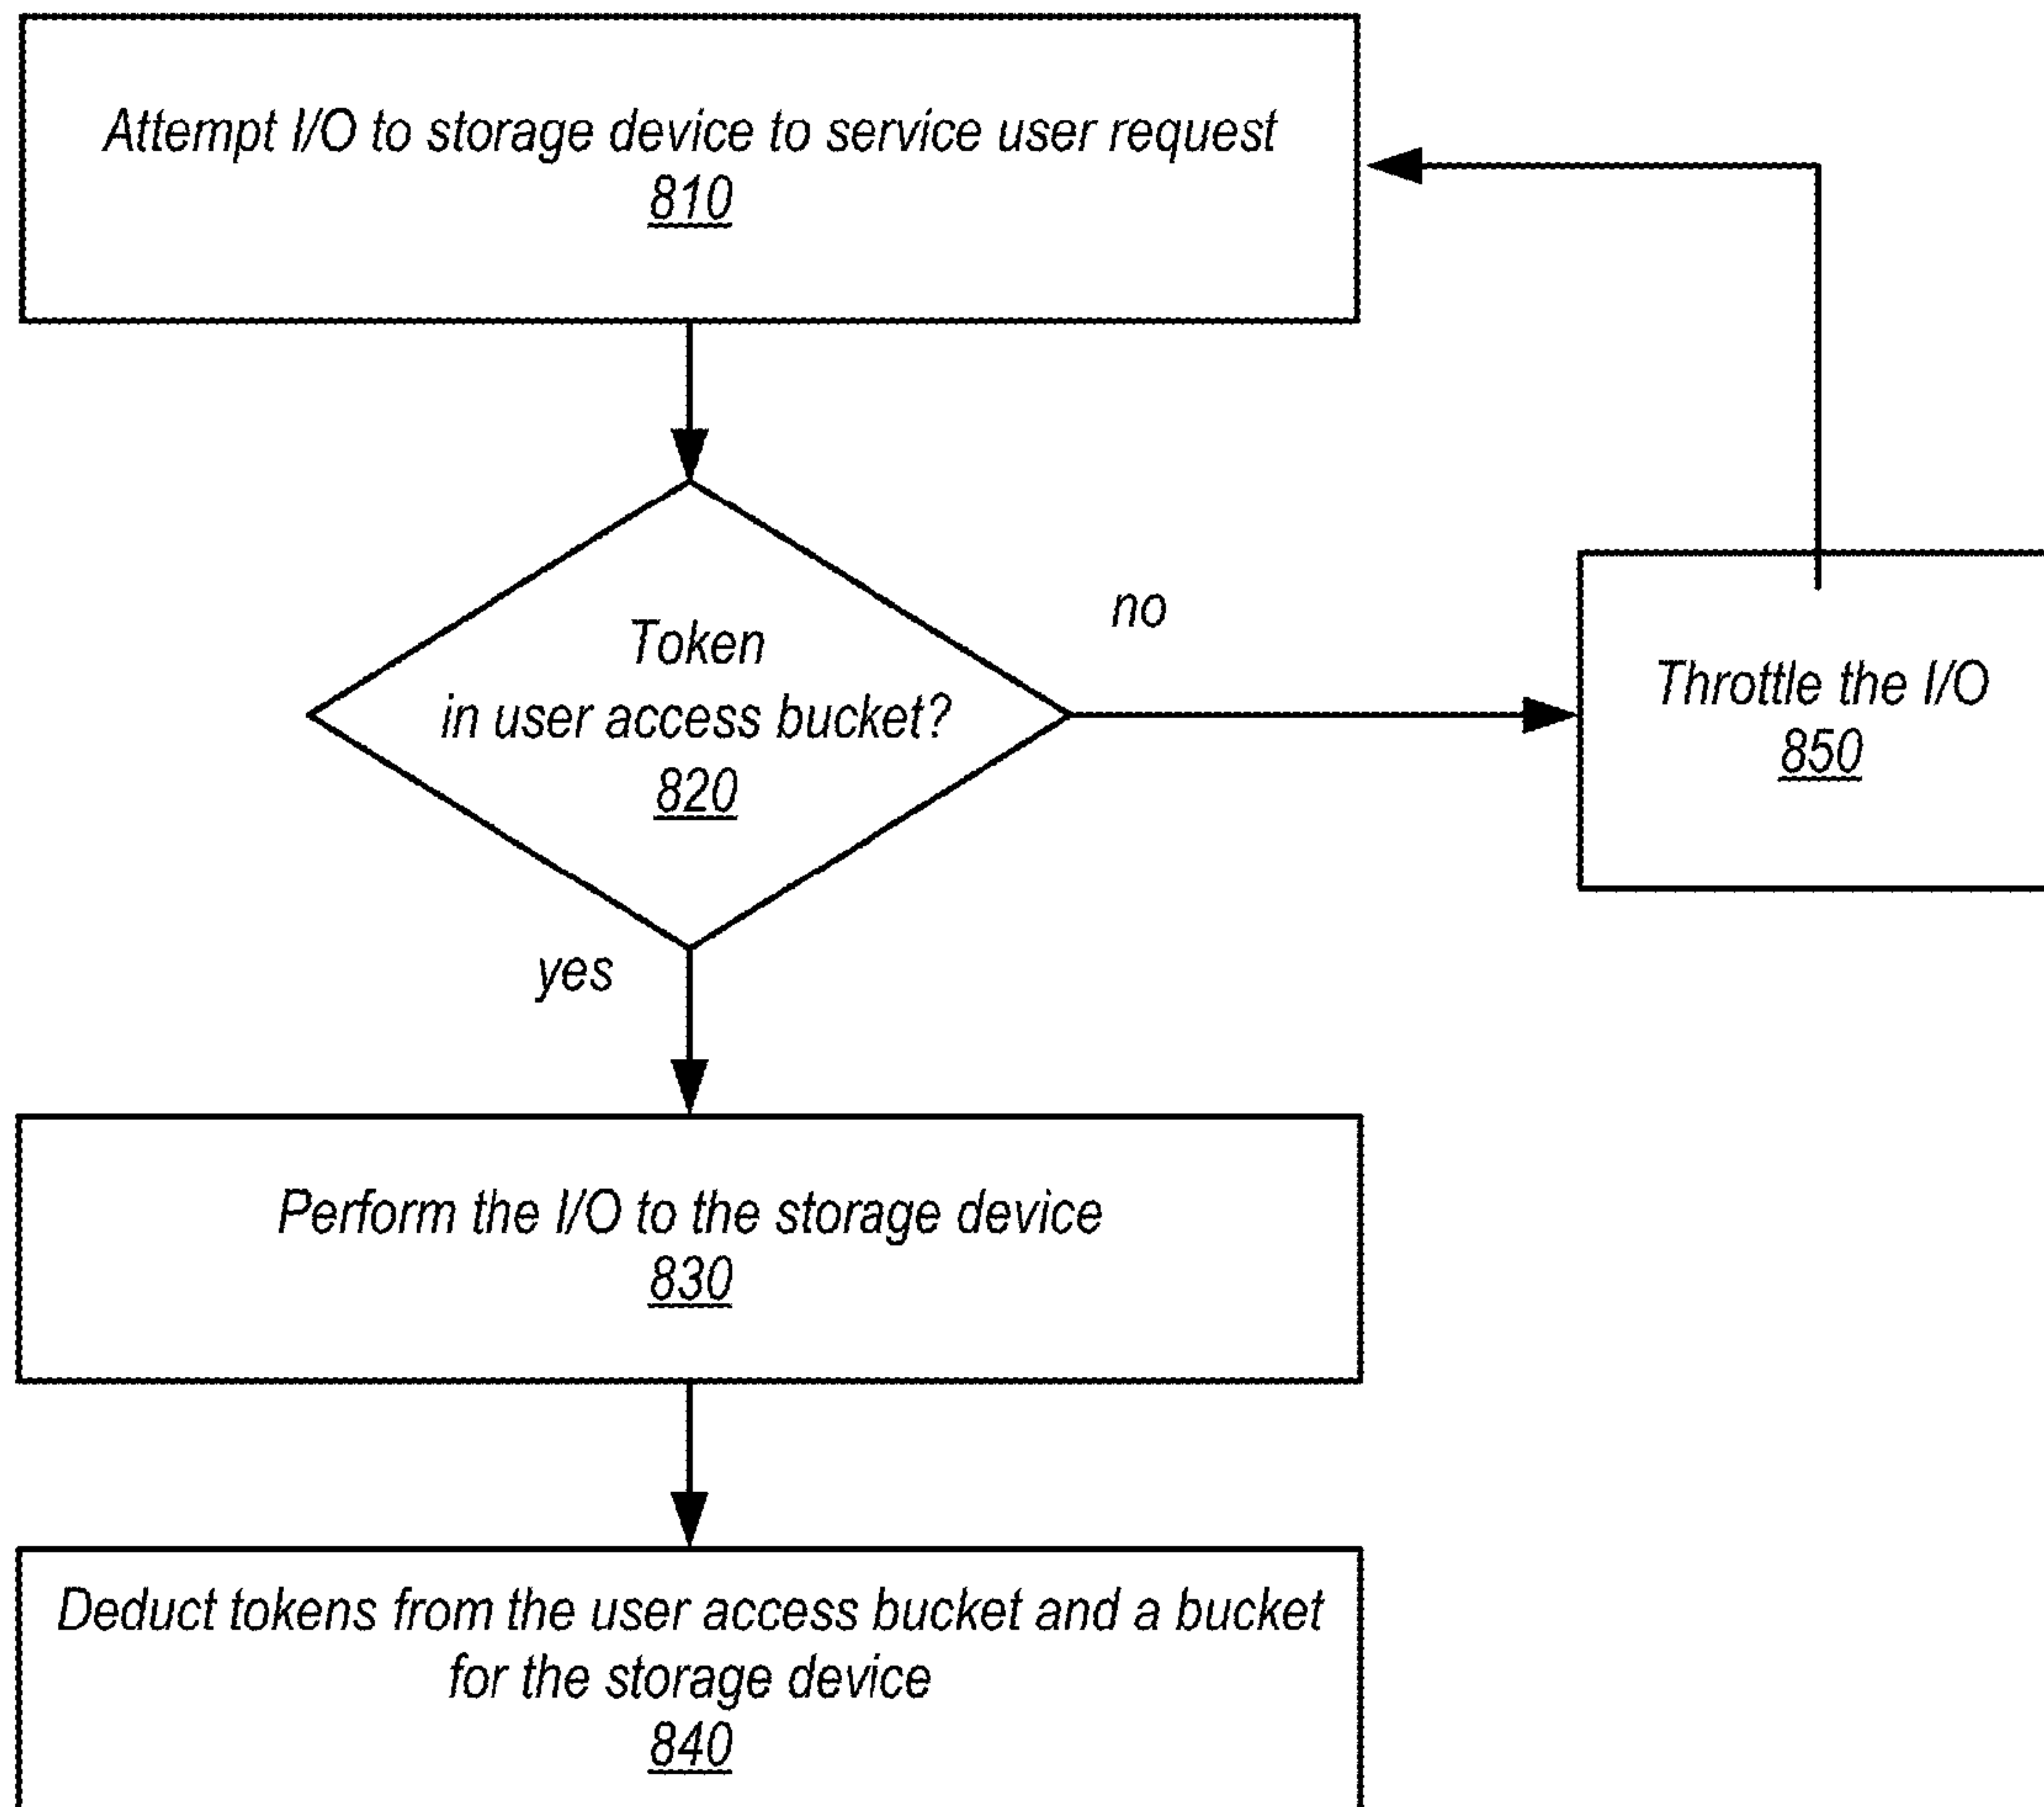 Attempt I/O to storage device to service user request
810
no
Token
in user access bucket?
820
Throttle the I/O
850
yes
Perform the I/O to the storage device
830
Deduct tokens from the user access bucket and a bucket
for the storage device
840